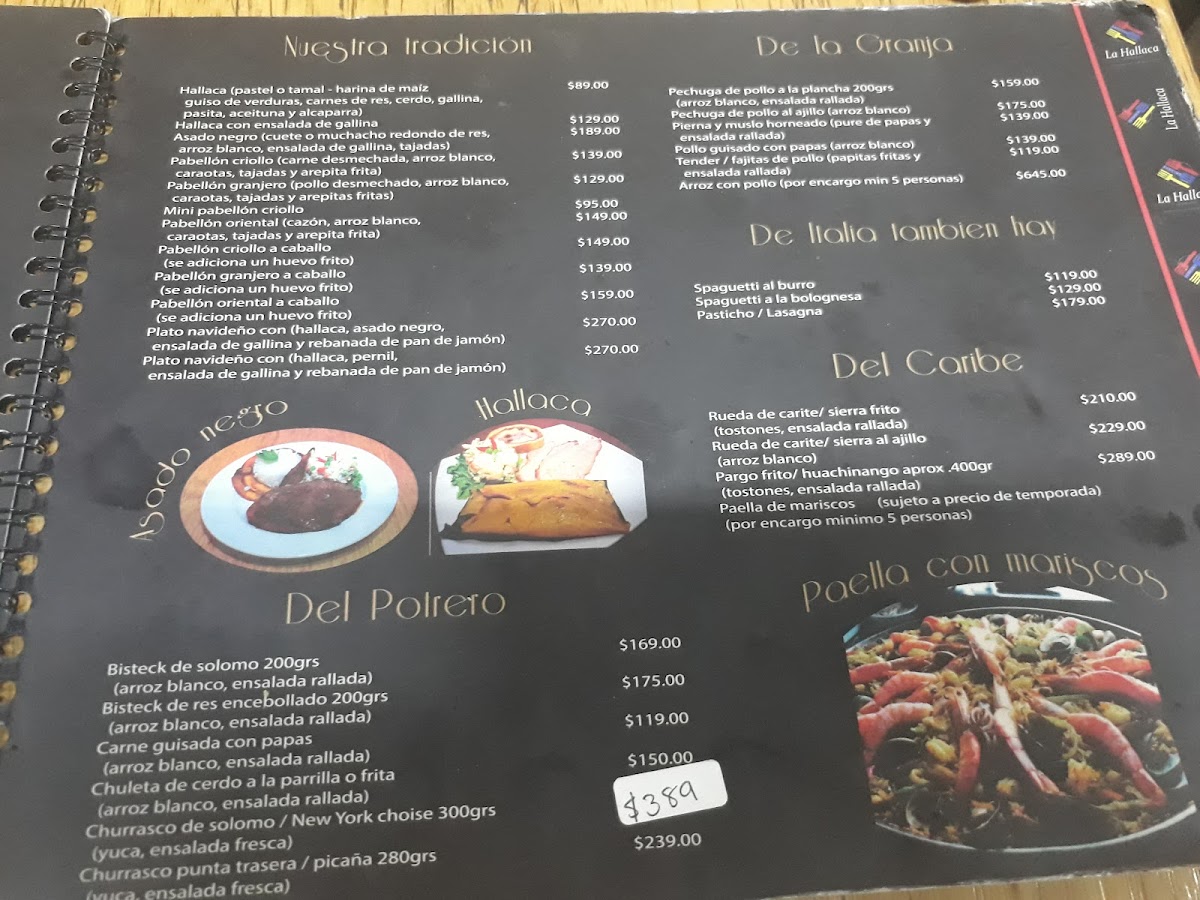 Nuestra tradición
Hallaca (pastel o tamal - harina de maíz $89.00
guiso de verduras, carnes de res, cerdo, gallina,
pasita, aceituna y alcaparra)
Hallaca con ensalada de gallina $129.00
Asado negro (cuete o muchacho redondo de res, $189.00
arroz blanco, ensalada de gallina, tajadas)
Pabellón criollo (carne desmechada, arroz blanco, $139.00
caraotas, tajadas y arepita frita)
Pabellón granjero (pollo desmechado, arroz blanco, $129.00
caraotas, tajadas y arepitas fritas)
Mini pabellón criollo $95.00
Pabellón oriental (cazón, arroz blanco, $149.00
caraotas, tajadas y arepita frita)
Pabellón criollo a caballo $149.00
(se adiciona un huevo frito)
Pabellón granjero a caballo $139.00
(se adiciona un huevo frito)
Pabellón oriental a caballo $159.00
(se adiciona un huevo frito)
Plato navideño con (hallaca, asado negro, $270.00
ensalada de gallina y rebanada de pan de jamón)
Plato navideño con (hallaca, pernil, $270.00
ensalada de gallina y rebanada de pan de jamón)
Asado negro
Hallaca
Del Potrero
Bisteck de solomo 200grs $169.00
(arroz blanco, ensalada rallada)
Bisteck de res encebollado 200grs $175.00
(arroz blanco, ensalada rallada)
Carne guisada con papas $119.00
(arroz blanco, ensalada rallada)
Chuleta de cerdo a la parrilla o frita $150.00
(arroz blanco, ensalada rallada)
Churrasco de solomo / New York choise 300grs $389
(yuca, ensalada fresca)
Churrasco punta trasera / picaña 280grs $239.00
(yuca, ensalada fresca)
De la Granja
Pechuga de pollo a la plancha 200grs $159.00
(arroz blanco, ensalada rallada)
Pechuga de pollo al ajillo (arroz blanco) $175.00
Pierna y muslo horneado (pure de papas y $139.00
ensalada rallada)
Pollo guisado con papas (arroz blanco) $139.00
Tender / fajitas de pollo (papitas fritas y $119.00
ensalada rallada)
Arroz con pollo (por encargo min 5 personas) $645.00
De Italia tambien hay
Spaguetti al burro $119.00
Spaguetti a la bolognesa $129.00
Pasticho / Lasagna $179.00
Del Caribe
Rueda de carite/ sierra frito $210.00
(tostones, ensalada rallada)
Rueda de carite/ sierra al ajillo $229.00
(arroz blanco)
Pargo frito/ huachinango aprox .400gr $289.00
(tostones, ensalada rallada)
Paella de mariscos (sujeto a precio de temporada)
(por encargo minimo 5 personas)
Paella con mariscos
La Hallaca
La Hallaca
La Halla